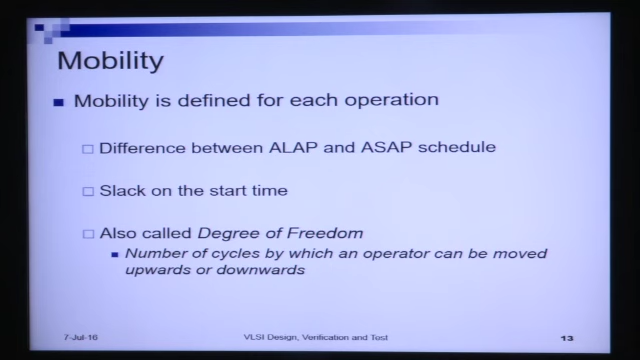 Mobility
Mobility is defined for each operation
Difference between ALAP and ASAP schedule
Slack on the start time
Also called Degree of Freedom
Number of cycles by which an operator can be moved
upwards or downwards
7-Jul-16
VLSI Design, Verification and Test
13